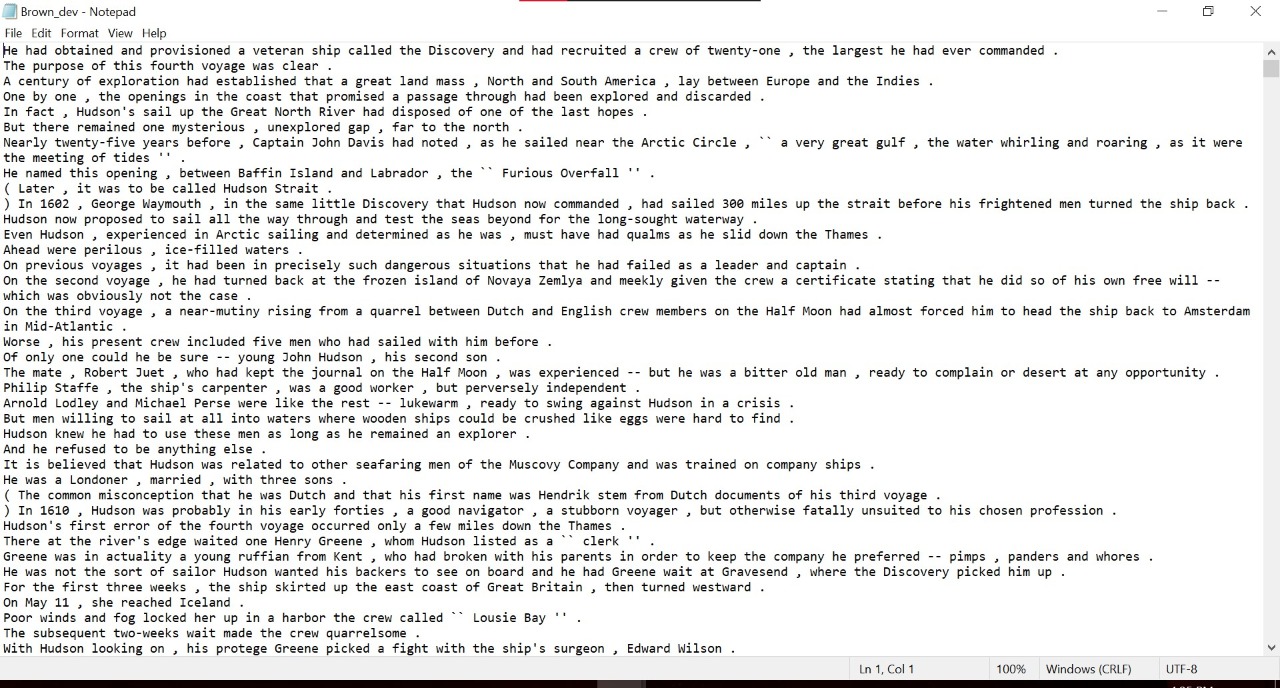 Brown_dev - Notepad
File Edit Format View Help
He had obtained and provisioned a veteran ship called the Discovery and had recruited a crew of twenty-one , the largest he had ever commanded .
The purpose of this fourth voyage was clear .
A century of exploration had established that a great land mass , North and South America , lay between Europe and the Indies .
One by one , the openings in the coast that promised a passage through had been explored and discarded .
In fact , Hudson's sail up the Great North River had disposed of one of the last hopes .
But there remained one mysterious , unexplored gap , far to the north .
Nearly twenty-five years before , Captain John Davis had noted , as he sailed near the Arctic Circle , `` a very great gulf , the water whirling and roaring , as it were
the meeting of tides '' .
He named this opening , between Baffin Island and Labrador , the `` Furious Overfall '' .
( Later , it was to be called Hudson Strait .
) In 1602 , George Waymouth , in the same little Discovery that Hudson now commanded , had sailed 300 miles up the strait before his frightened men turned the ship back .
Hudson now proposed to sail all the way through and test the seas beyond for the long-sought waterway .
Even Hudson , experienced in Arctic sailing and determined as he was , must have had qualms as he slid down the Thames .
Ahead were perilous , ice-filled waters .
On previous voyages , it had been in precisely such dangerous situations that he had failed as a leader and captain .
On the second voyage , he had turned back at the frozen island of Novaya Zemlya and meekly given the crew a certificate stating that he did so of his own free will --
which was obviously not the case .
On the third voyage , a near-mutiny rising from a quarrel between Dutch and English crew members on the Half Moon had almost forced him to head the ship back to Amsterdam
in Mid-Atlantic .
Worse , his present crew included five men who had sailed with him before .
Of only one could he be sure -- young John Hudson , his second son .
The mate , Robert Juet , who had kept the journal on the Half Moon , was experienced -- but he was a bitter old man , ready to complain or desert at any opportunity .
Philip Staffe , the ship's carpenter , was a good worker , but perversely independent .
Arnold Lodley and Michael Perse were like the rest -- lukewarm , ready to swing against Hudson in a crisis .
But men willing to sail at all into waters where wooden ships could be crushed like eggs were hard to find .
Hudson knew he had to use these men as long as he remained an explorer .
And he refused to be anything else .
It is believed that Hudson was related to other seafaring men of the Muscovy Company and was trained on company ships .
He was a Londoner , married , with three sons .
( The common misconception that he was Dutch and that his first name was Hendrik stem from Dutch documents of his third voyage .
) In 1610 , Hudson was probably in his early forties , a good navigator , a stubborn voyager , but otherwise fatally unsuited to his chosen profession .
Hudson's first error of the fourth voyage occurred only a few miles down the Thames .
There at the river's edge waited one Henry Greene , whom Hudson listed as a `` clerk '' .
Greene was in actuality a young ruffian from Kent , who had broken with his parents in order to keep the company he preferred -- pimps , panders and whores .
He was not the sort of sailor Hudson wanted his backers to see on board and he had Greene wait at Gravesend , where the Discovery picked him up .
For the first three weeks , the ship skirted up the east coast of Great Britain , then turned westward .
On May 11 , she reached Iceland .
Poor winds and fog locked her up in a harbor the crew called `` Lousie Bay '' .
The subsequent two-weeks wait made the crew quarrelsome .
With Hudson looking on , his protege Greene picked a fight with the ship's surgeon , Edward Wilson .
Ln 1, Col 1 100% Windows (CRLF) UTF-8